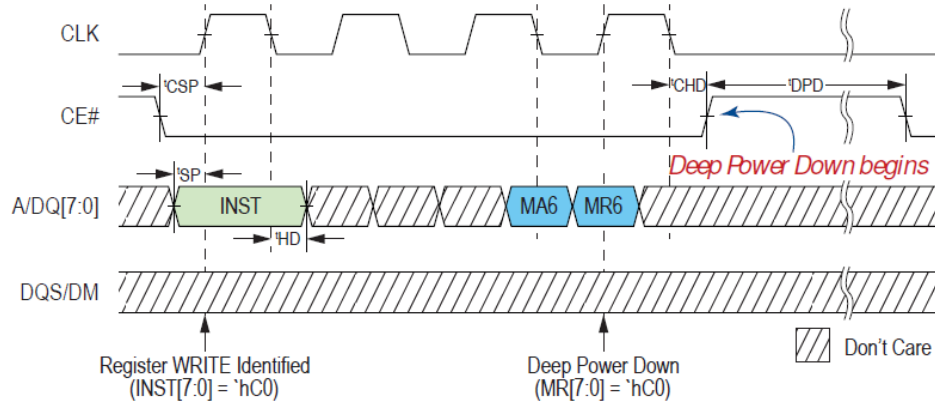 CLK
tCSP
tCHD
tDPD
CE#
Deep Power Down begins
tSP
A/DQ[7:0]
INST
MA6
MR6
tHD
DQS/DM
Register WRITE Identified
(INST[7:0] = `hC0)
Deep Power Down
(MR[7:0] = `hC0)
Don't Care